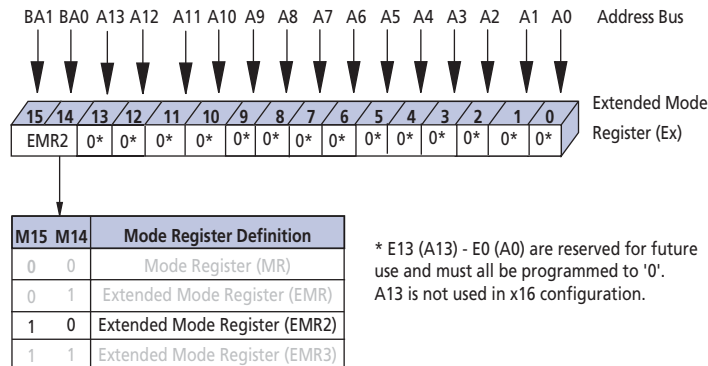 BA1 BA0 A13 A12 A11 A10 A9 A8 A7 A6 A5 A4 A3 A2 A1 A0 Address Bus
15 14 13 12 11 10 9 8 7 6 5 4 3 2 1 0 Extended Mode
EMR2 0* 0* 0* 0* 0* 0* 0* 0* 0* 0* 0* 0* 0* 0* Register (Ex)
M15 M14 Mode Register Definition
0 0 Mode Register (MR)
0 1 Extended Mode Register (EMR)
1 0 Extended Mode Register (EMR2)
1 1 Extended Mode Register (EMR3)
* E13 (A13) - E0 (A0) are reserved for future
use and must all be programmed to '0'.
A13 is not used in x16 configuration.